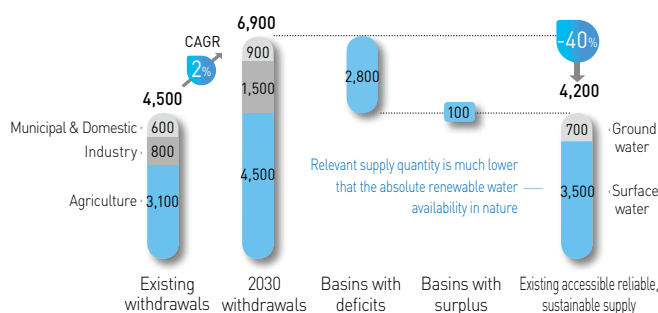 CAGR
2%
4,500
6,900
-40%
4,200
Municipal & Domestic
600
Industry
800
Agriculture
3,100
900
1,500
4,500
2,800
100
700
Ground
water
3,500
Surface
water
Relevant supply quantity is much lower
that the absolute renewable water
availability in nature
Existing
withdrawals
2030
withdrawals
Basins with
deficits
Basins with
surplus
Existing accessible reliable,
sustainable supply